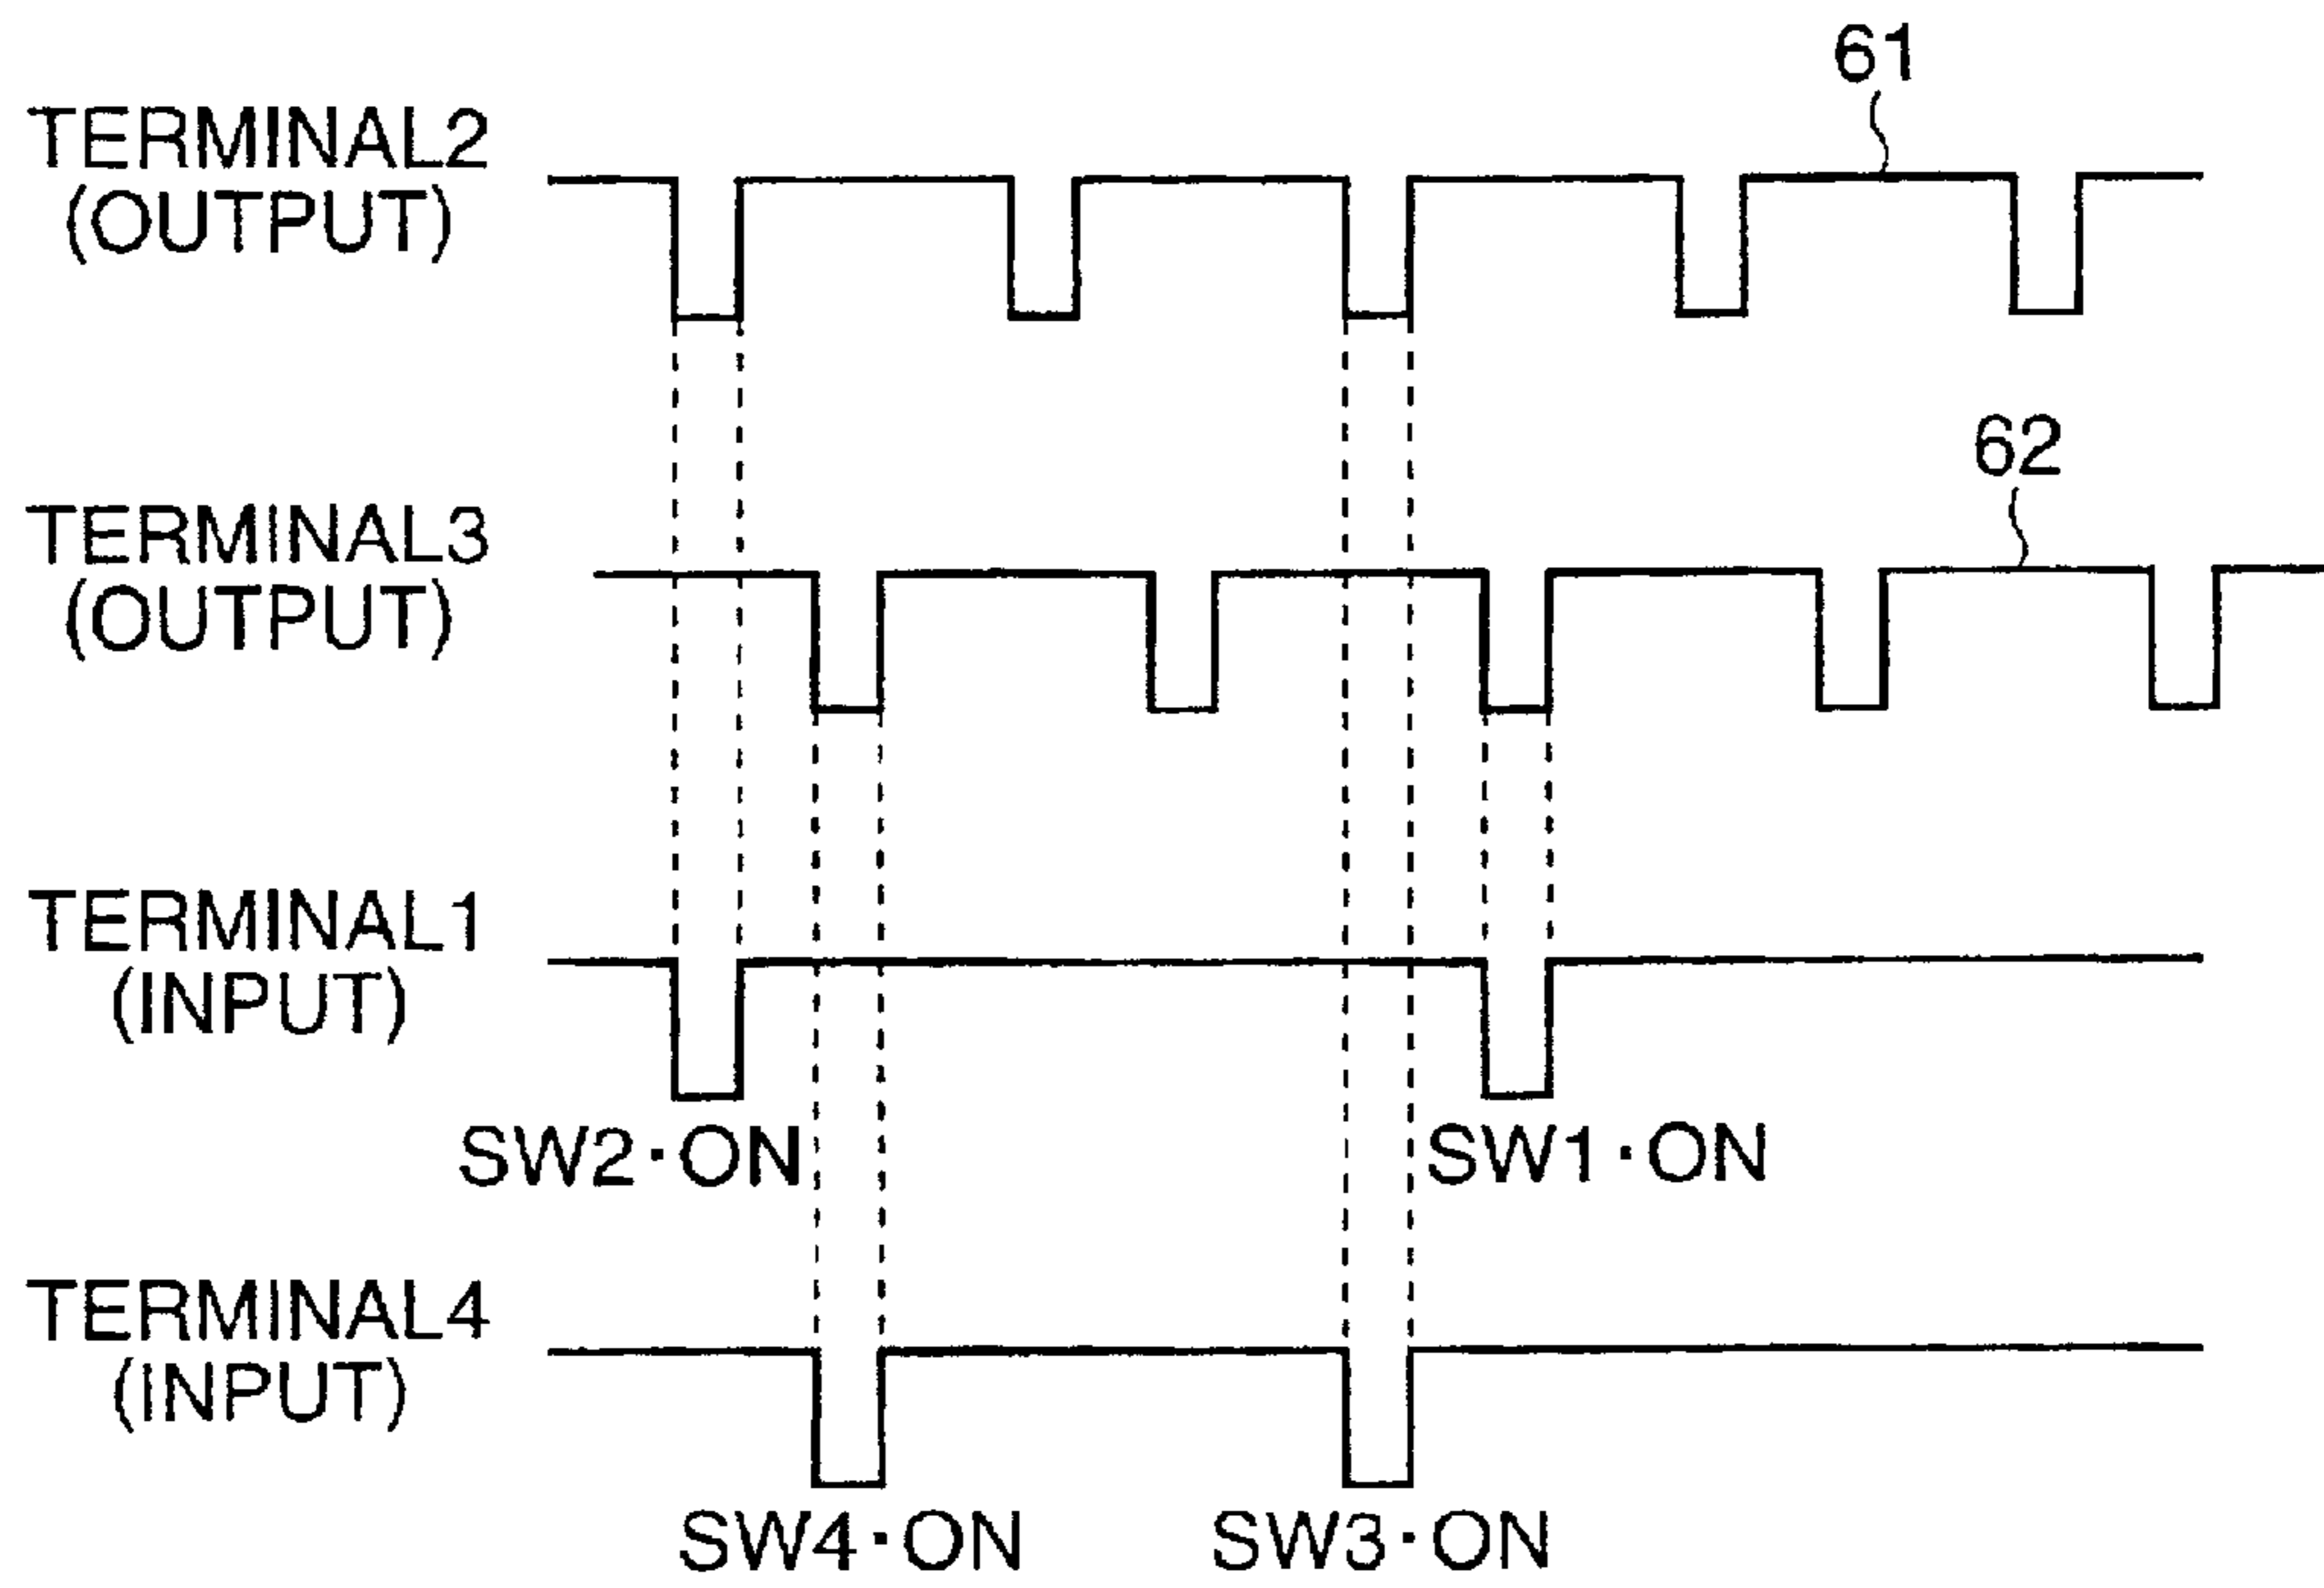 61
TERMINAL2
(OUTPUT)
62
TERMINAL3
(OUTPUT)
TERMINAL1
(INPUT)
SW2·ON
SW1·ON
TERMINAL4
(INPUT)
SW4·ON
SW3·ON